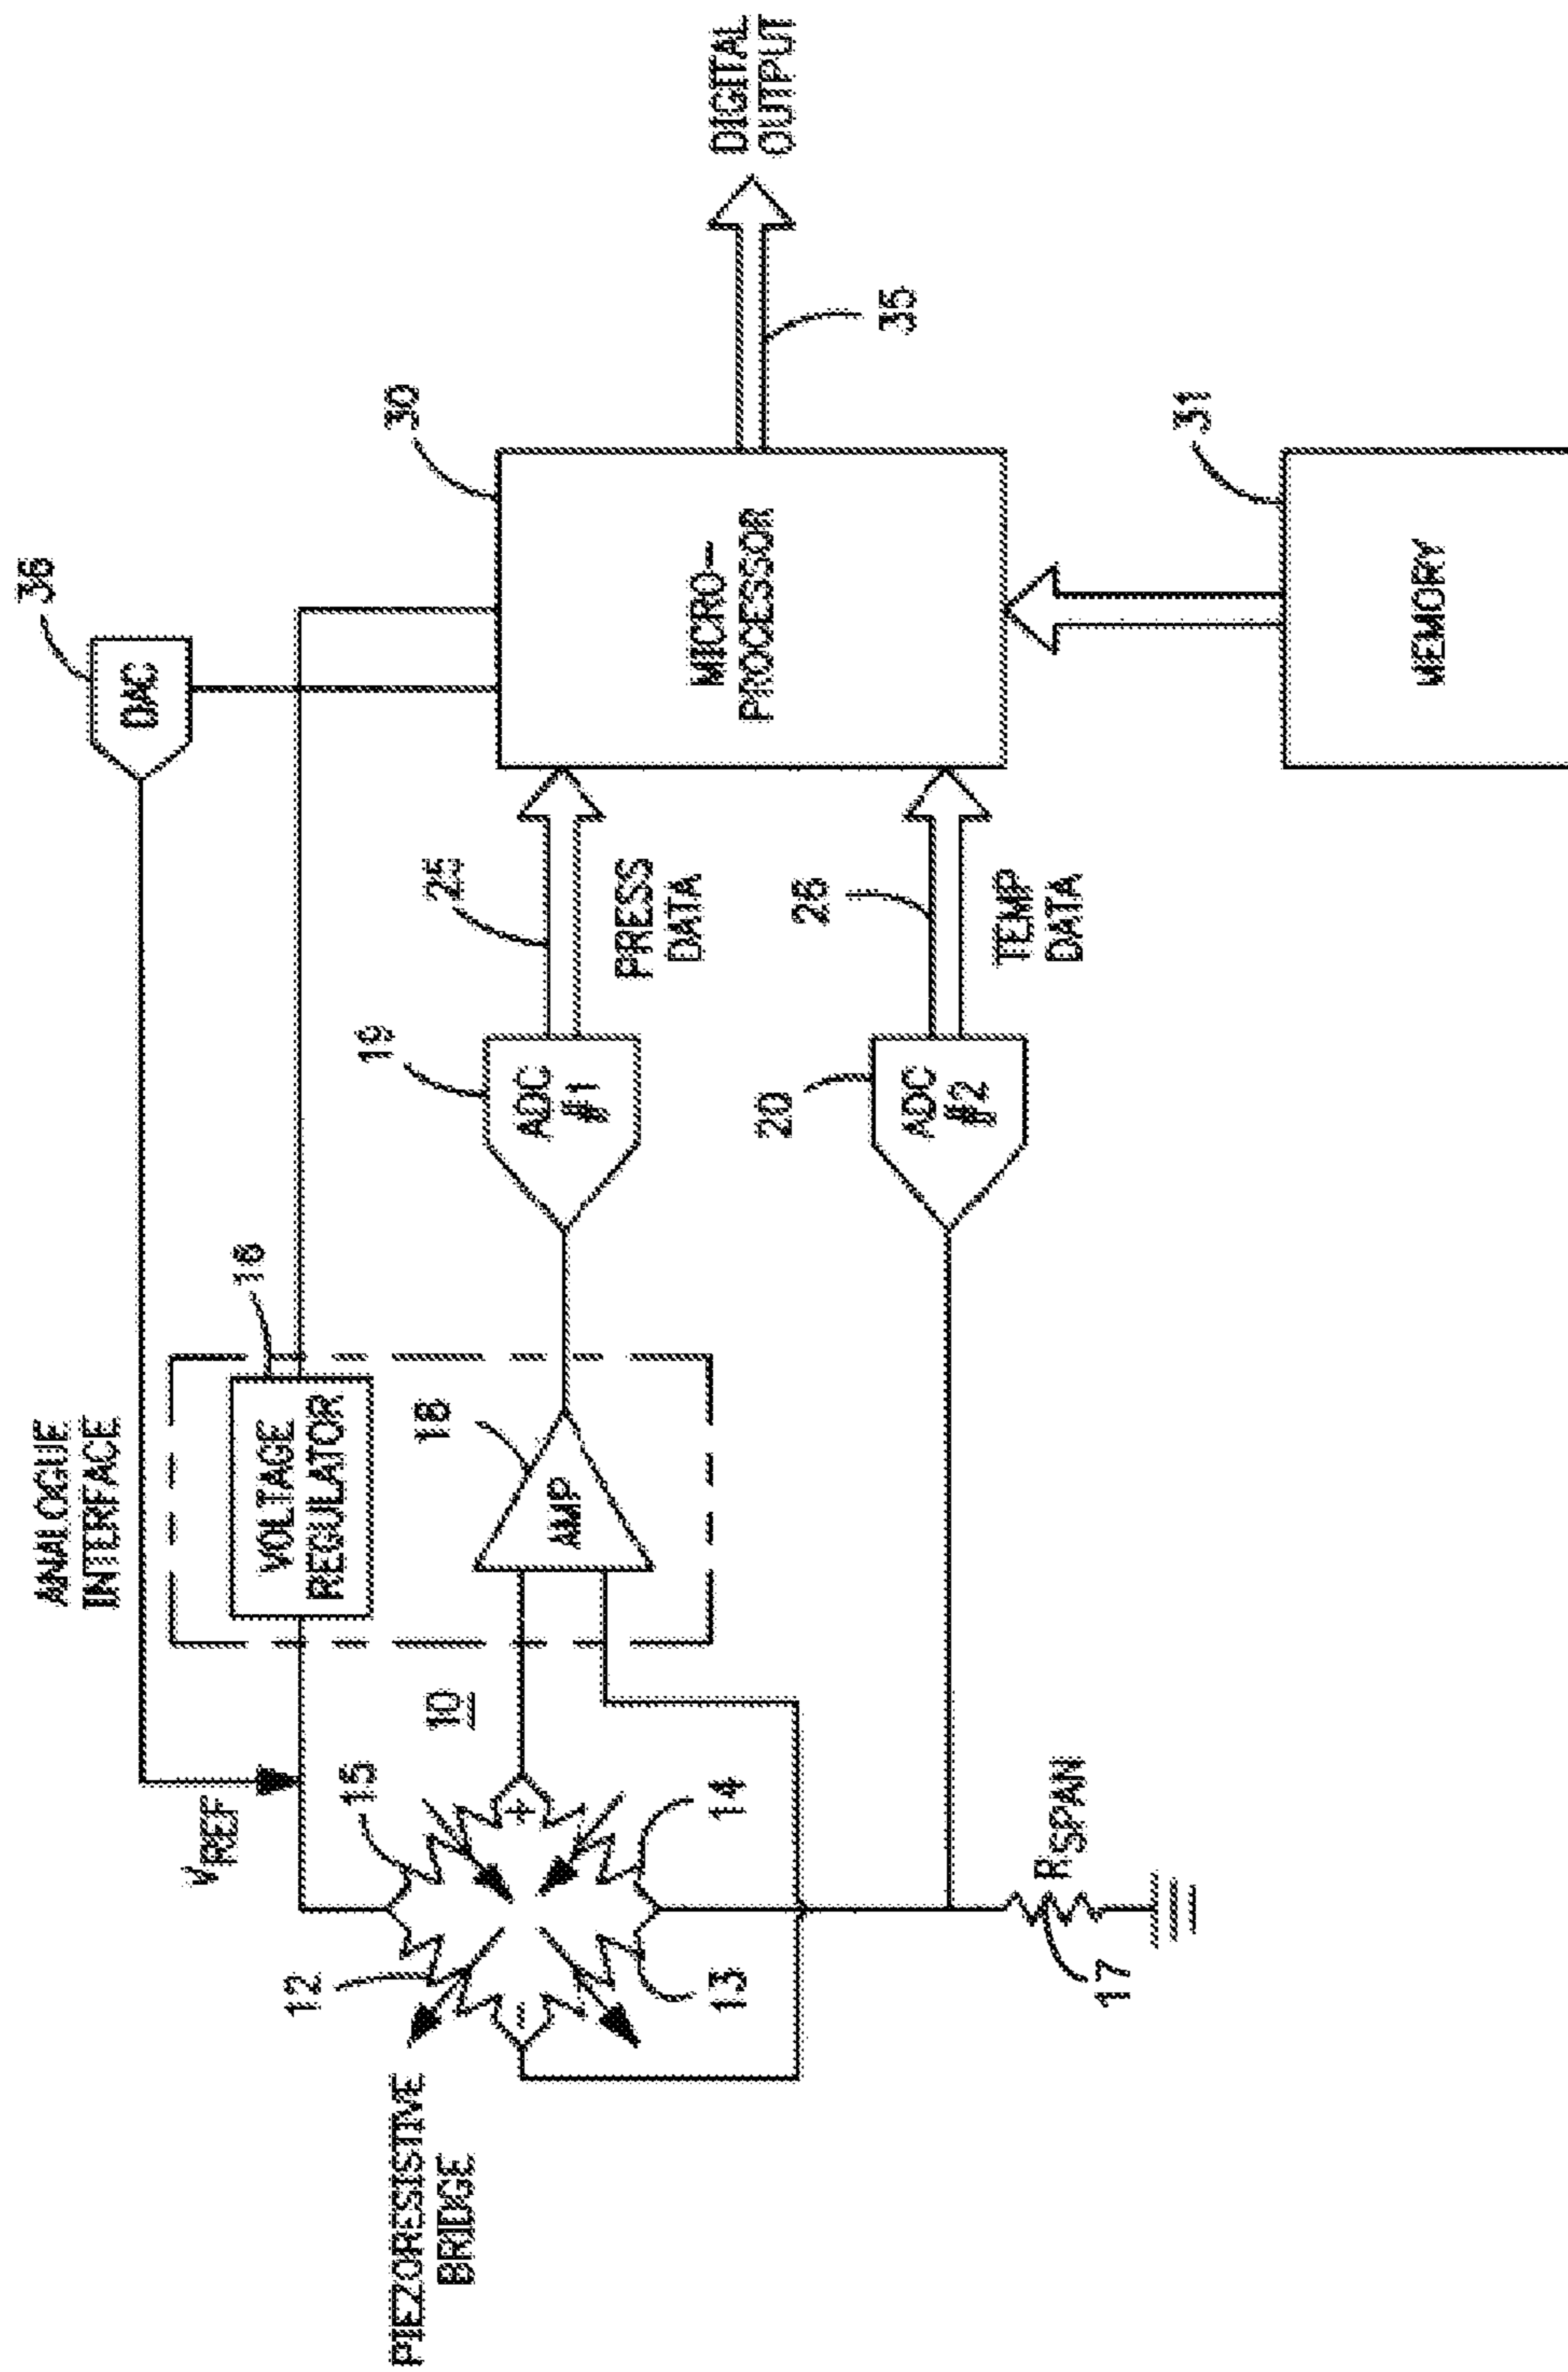 ANALOGUE
INTERFACE
36
DAC
VREF
16
VOLTAGE
REGULATOR
30
PIEZORESISTIVE
BRIDGE
12
15
10
18
AMP
19
ADC
#1
25
PRESS
DATA
MICRO-
PROCESSOR
DIGITAL
OUTPUT
35
13
14
20
ADC
#2
26
TEMP
DATA
17
RSPAN
31
MEMORY
+
-